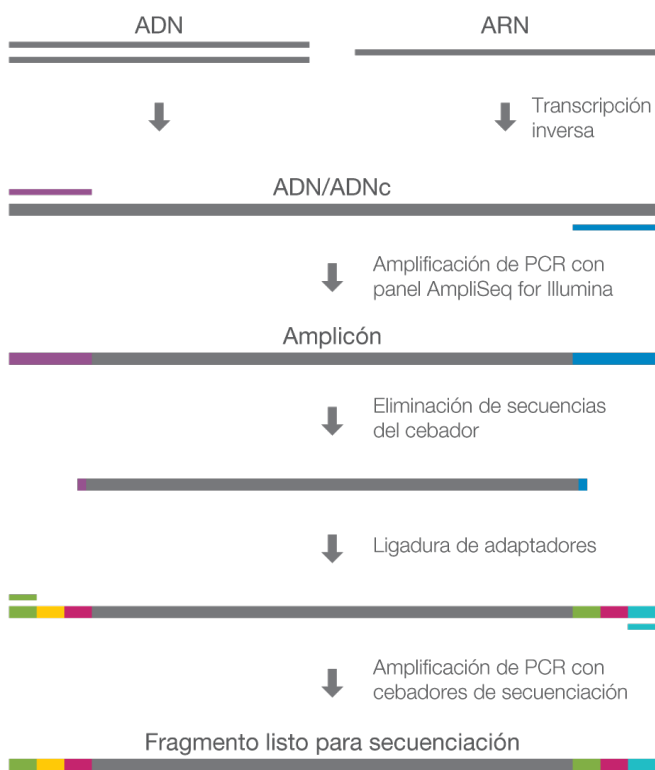 ADN
ARN
Transcripción
inversa
ADN/ADNc
Amplificación de PCR con
panel AmpliSeq for Illumina
Amplicón
Eliminación de secuencias
del cebador
Ligadura de adaptadores
Amplificación de PCR con
cebadores de secuenciación
Fragmento listo para secuenciación